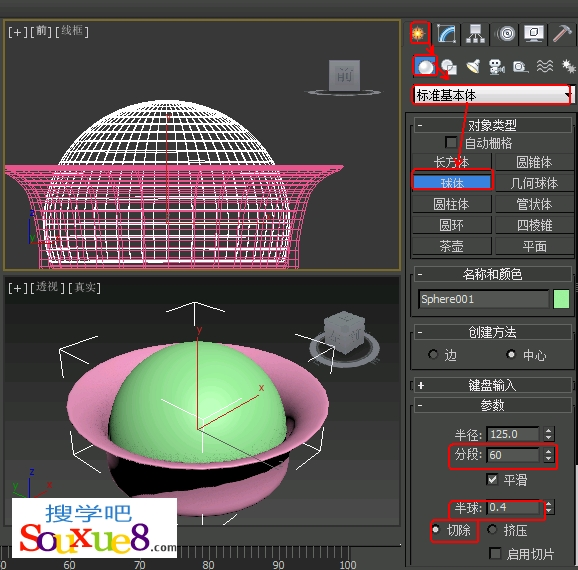 [+][前][线框]
前
标准基本体
- 对象类型
自动栅格
长方体 圆锥体
球体 几何球体
圆柱体 管状体
圆环 四棱锥
茶壶 平面
- 名称和颜色
Sphere001
- 创建方法
边 中心
+ 键盘输入
- 参数
半径: 125.0
分段: 60
平滑
半球: 0.4
切除 挤压
启用切片
[+][透视][真实]
y
x
z
z
y
x
搜学吧
Souxue8.com
0 60 70 80 90 100